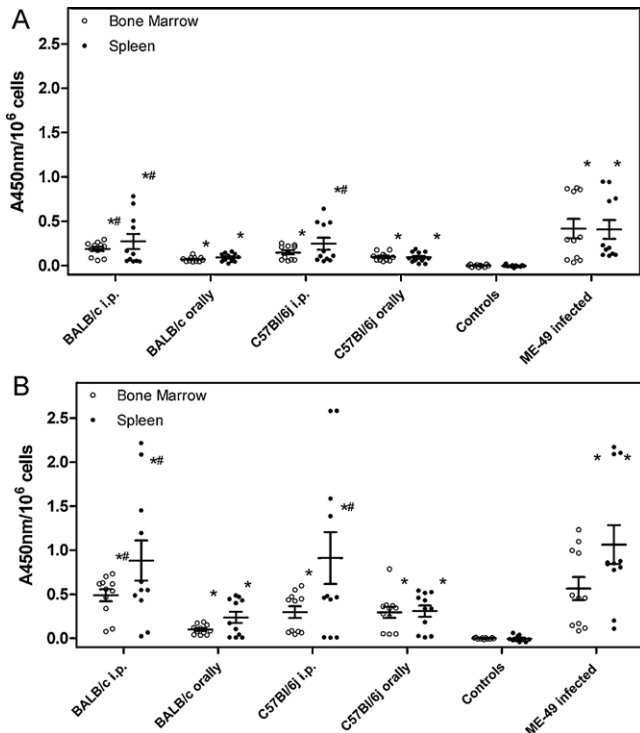 A
Bone Marrow
Spleen
A450nm/10⁶ cells
2.5
2.0
1.5
1.0
0.5
0.0
*# *# * * * *# * * * *
BALB/c i.p.
BALB/c orally
C57Bl/6j i.p.
C57Bl/6j orally
Controls
ME-49 infected
B
Bone Marrow
Spleen
A450nm/10⁶ cells
2.5
2.0
1.5
1.0
0.5
0.0
*# *# * * * *# * * * *
BALB/c i.p.
BALB/c orally
C57Bl/6j i.p.
C57Bl/6j orally
Controls
ME-49 infected